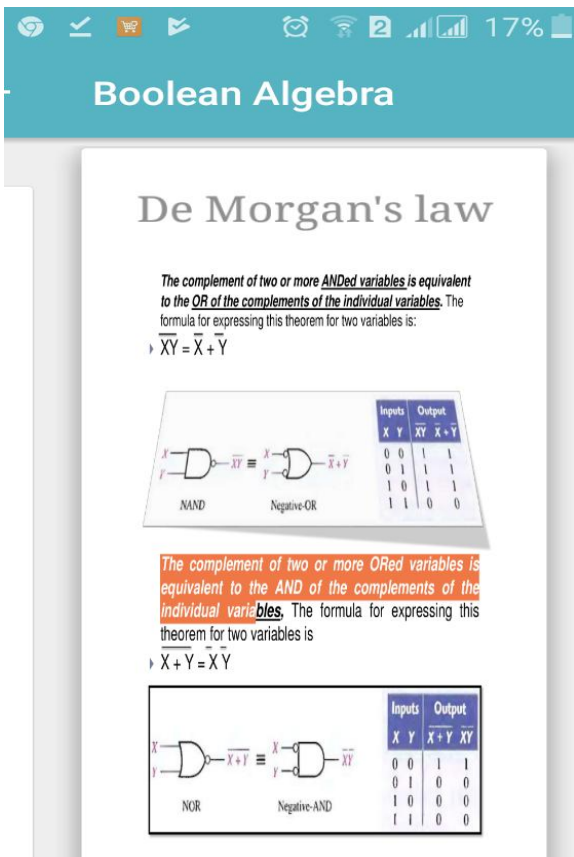 2 17%
Boolean Algebra
De Morgan's law
The complement of two or more ANDed variables is equivalent
to the OR of the complements of the individual variables. The
formula for expressing this theorem for two variables is:
X̅Y̅ = X̅ + Y̅
Inputs Output
X Y X̅Y̅ X̅ + Y̅
0 0 1 1
0 1 1 1
1 0 1 1
1 1 0 0
X
Y
X̅Y̅ ≡
X
Y
X̅ + Y̅
NAND Negative-OR
The complement of two or more ORed variables is
equivalent to the AND of the complements of the
individual variables, The formula for expressing this
theorem for two variables is
X̅ ̅+̅ ̅Y̅ = X̅ Y̅
Inputs Output
X Y X̅ ̅+̅ ̅Y̅ X̅Y̅
0 0 1 1
0 1 0 0
1 0 0 0
1 1 0 0
X
Y
X̅ ̅+̅ ̅Y̅ ≡
X
Y
X̅Y̅
NOR Negative-AND